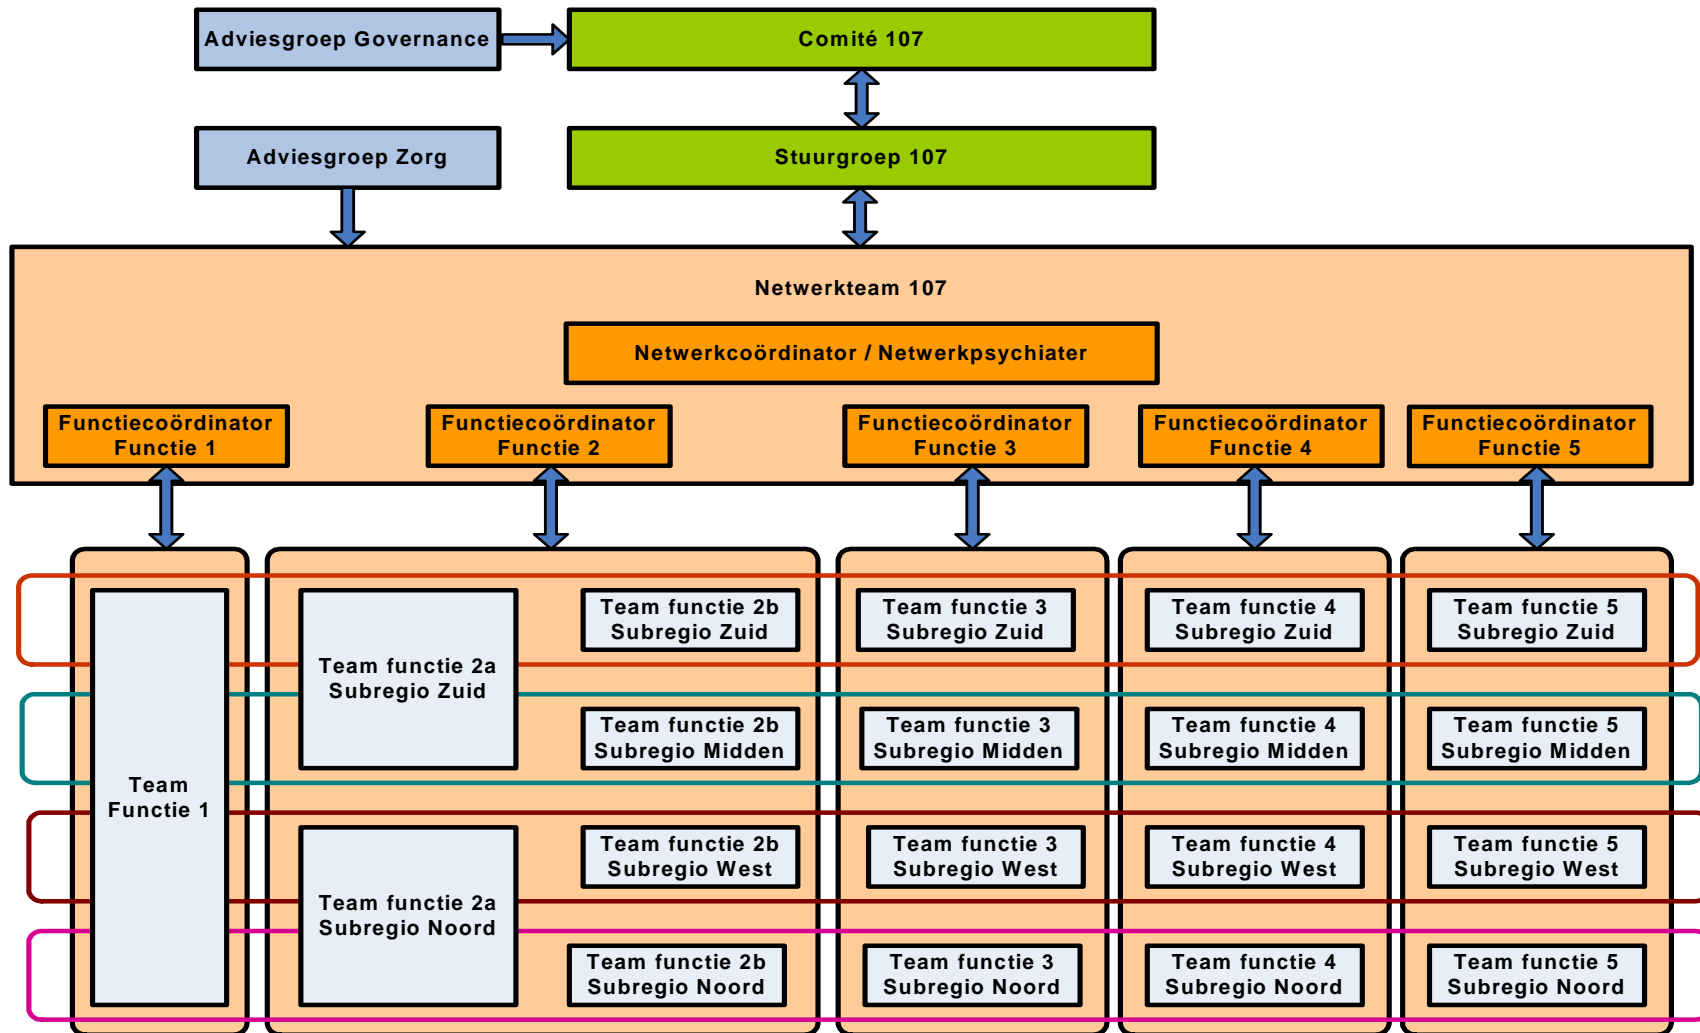 Adviesgroep Governance
Comité 107
Adviesgroep Zorg
Stuurgroep 107
Netwerkteam 107
Netwerkcoördinator / Netwerkpsychiater
Functiecoördinator
Functie 1
Functiecoördinator
Functie 2
Functiecoördinator
Functie 3
Functiecoördinator
Functie 4
Functiecoördinator
Functie 5
Team
Functie 1
Team functie 2a
Subregio Zuid
Team functie 2b
Subregio Zuid
Team functie 3
Subregio Zuid
Team functie 4
Subregio Zuid
Team functie 5
Subregio Zuid
Team functie 2b
Subregio Midden
Team functie 3
Subregio Midden
Team functie 4
Subregio Midden
Team functie 5
Subregio Midden
Team functie 2a
Subregio Noord
Team functie 2b
Subregio West
Team functie 3
Subregio West
Team functie 4
Subregio West
Team functie 5
Subregio West
Team functie 2b
Subregio Noord
Team functie 3
Subregio Noord
Team functie 4
Subregio Noord
Team functie 5
Subregio Noord